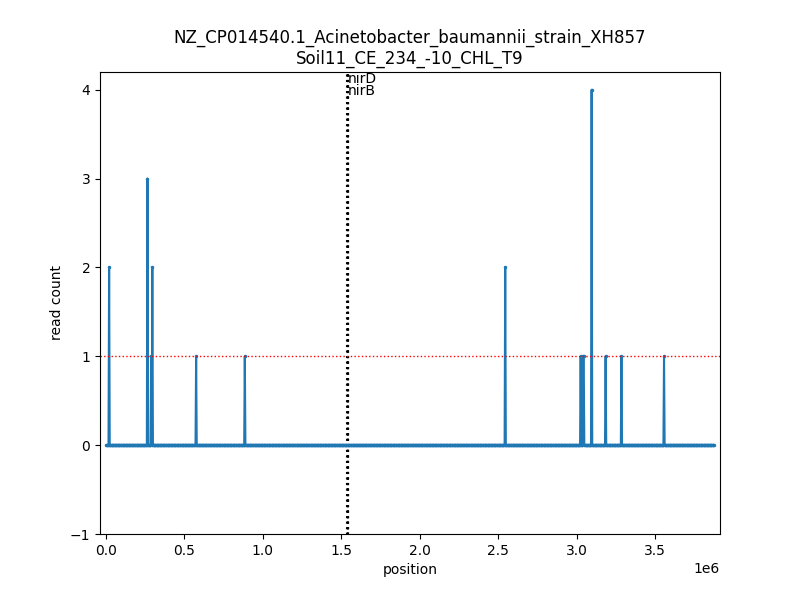 NZ_CP014540.1_Acinetobacter_baumannii_strain_XH857
Soil11_CE_234_-10_CHL_T9
nirD
nirB
4
3
2
1
0
−1
read count
0.0 0.5 1.0 1.5 2.0 2.5 3.0 3.5
1e6
position